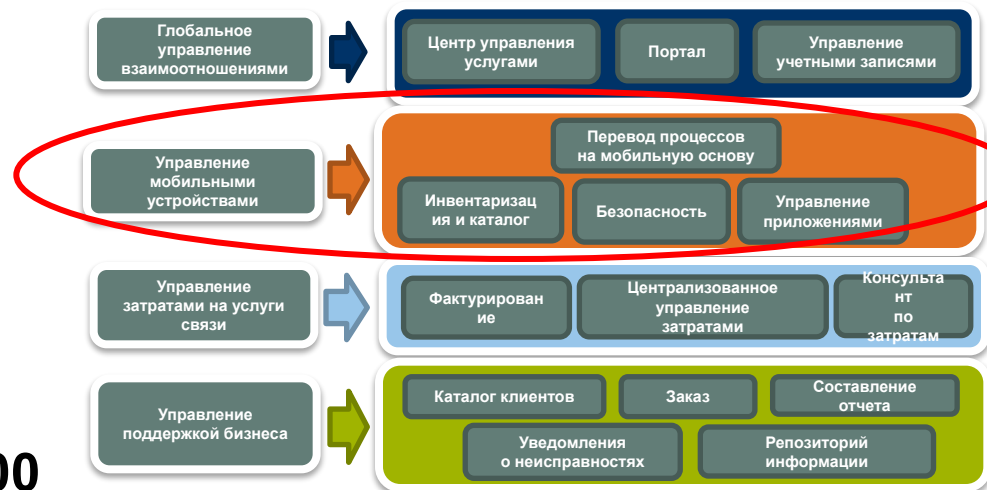 Глобальное
управление
взаимоотношениями
Центр управления
услугами
Портал
Управление
учетными записями
Управление
мобильными
устройствами
Перевод процессов
на мобильную основу
Инвентаризац
ия и каталог
Безопасность
Управление
приложениями
Управление
затратами на услуги
связи
Фактурирован
ие
Централизованное
управление
затратами
Консульта
нт
по
затратам
Управление
поддержкой бизнеса
Каталог клиентов
Заказ
Составление
отчета
Уведомления
о неисправностях
Репозиторий
информации
00